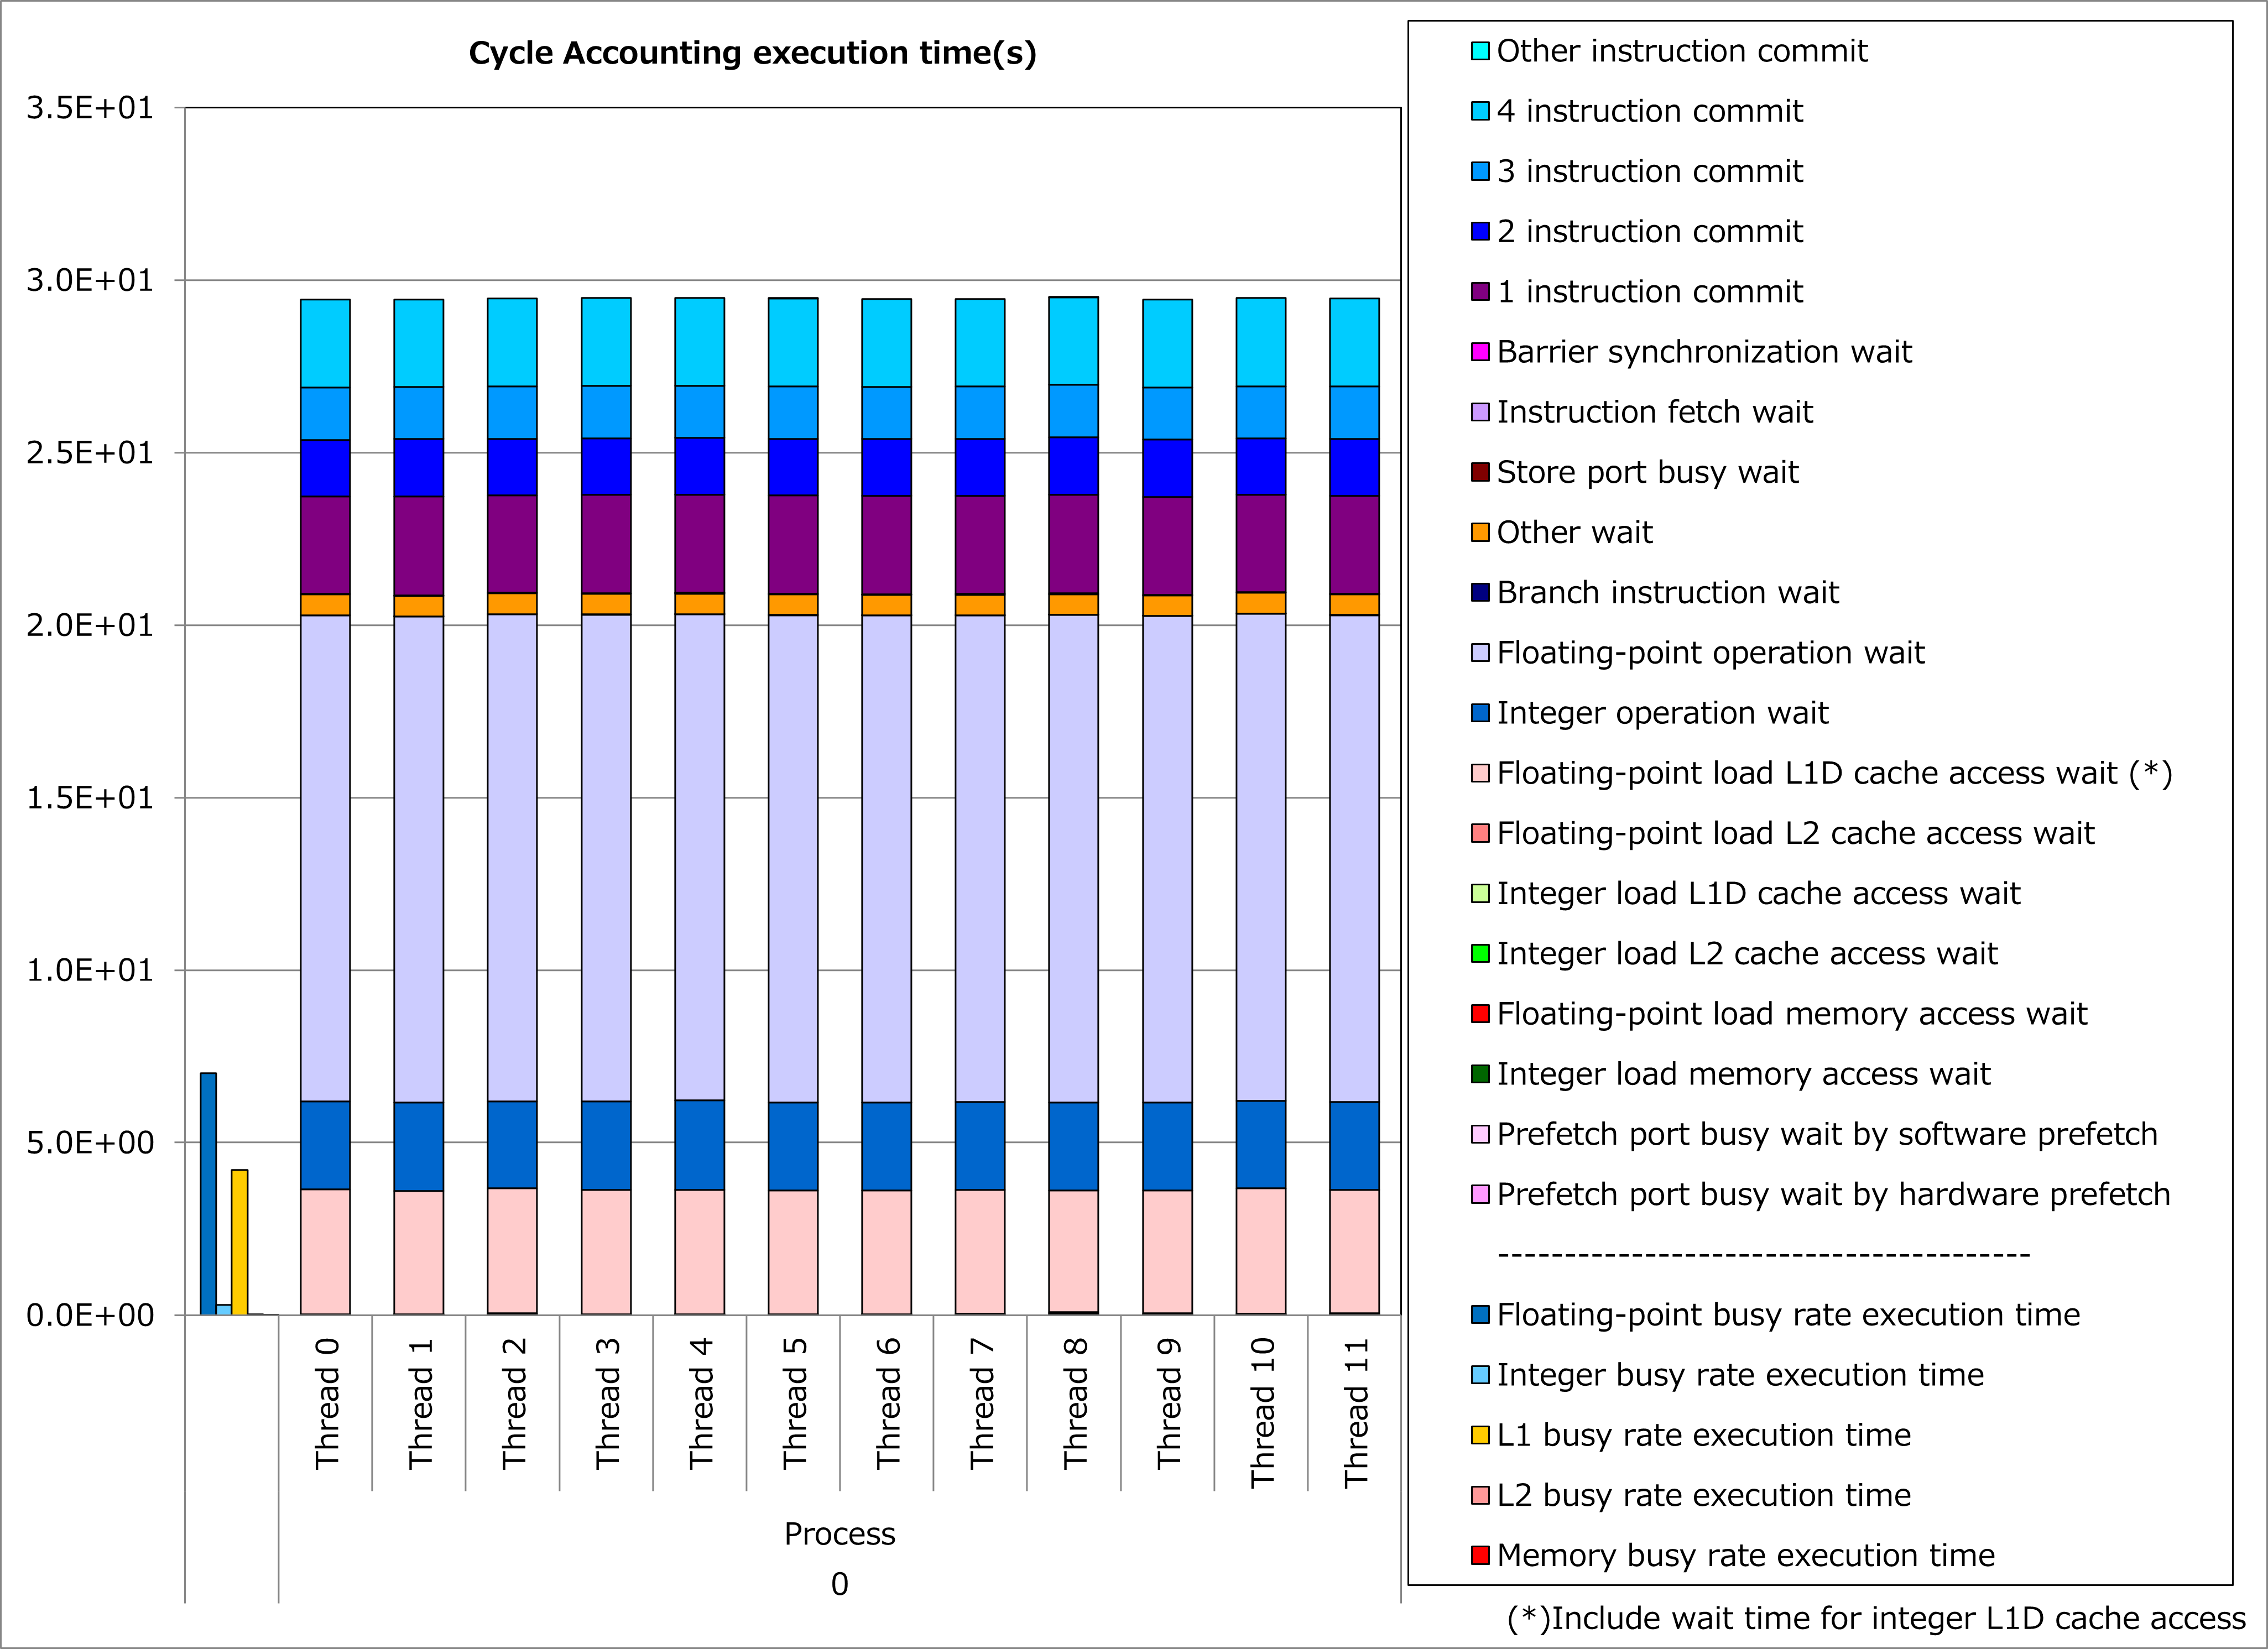 Cycle Accounting execution time(s)
3.5E+01
3.0E+01
2.5E+01
2.0E+01
1.5E+01
1.0E+01
5.0E+00
0.0E+00
Thread 0
Thread 1
Thread 2
Thread 3
Thread 4
Thread 5
Thread 6
Thread 7
Thread 8
Thread 9
Thread 10
Thread 11
Process
0
Other instruction commit
4 instruction commit
3 instruction commit
2 instruction commit
1 instruction commit
Barrier synchronization wait
Instruction fetch wait
Store port busy wait
Other wait
Branch instruction wait
Floating-point operation wait
Integer operation wait
Floating-point load L1D cache access wait (*)
Floating-point load L2 cache access wait
Integer load L1D cache access wait
Integer load L2 cache access wait
Floating-point load memory access wait
Integer load memory access wait
Prefetch port busy wait by software prefetch
Prefetch port busy wait by hardware prefetch
----------------------------------------
Floating-point busy rate execution time
Integer busy rate execution time
L1 busy rate execution time
L2 busy rate execution time
Memory busy rate execution time
(*)Include wait time for integer L1D cache access